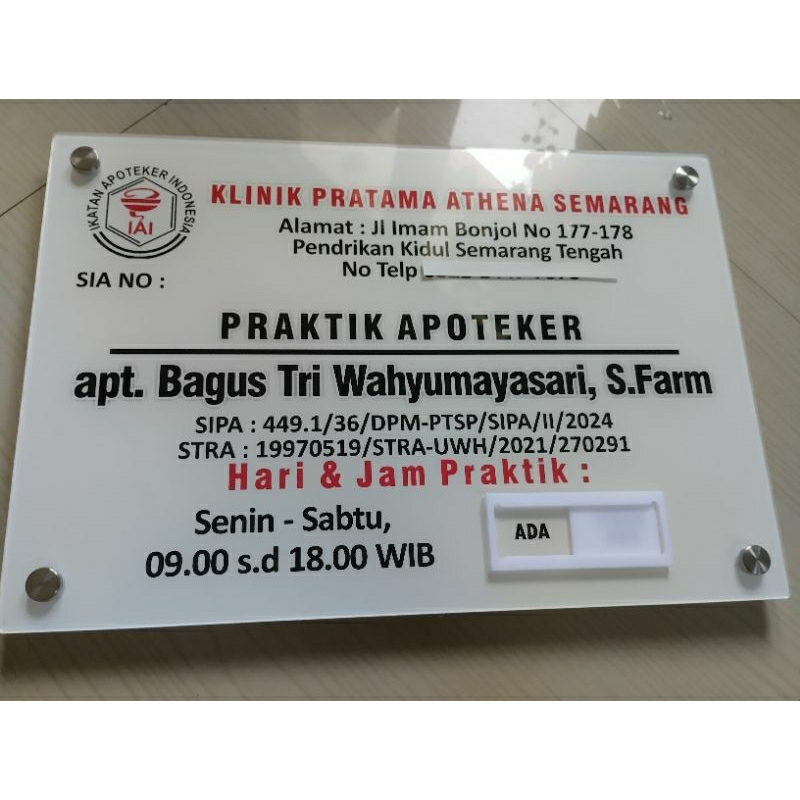 IKATAN APOTEKER INDONESIA
IAI
KLINIK PRATAMA ATHENA SEMARANG
Alamat : Jl Imam Bonjol No 177-178
Pendrikan Kidul Semarang Tengah
No Telp
SIA NO :
PRAKTIK APOTEKER
apt. Bagus Tri Wahyumayasari, S.Farm
SIPA : 449.1/36/DPM-PTSP/SIPA/II/2024
STRA : 19970519/STRA-UWH/2021/270291
Hari & Jam Praktik :
Senin - Sabtu,
09.00 s.d 18.00 WIB
ADA